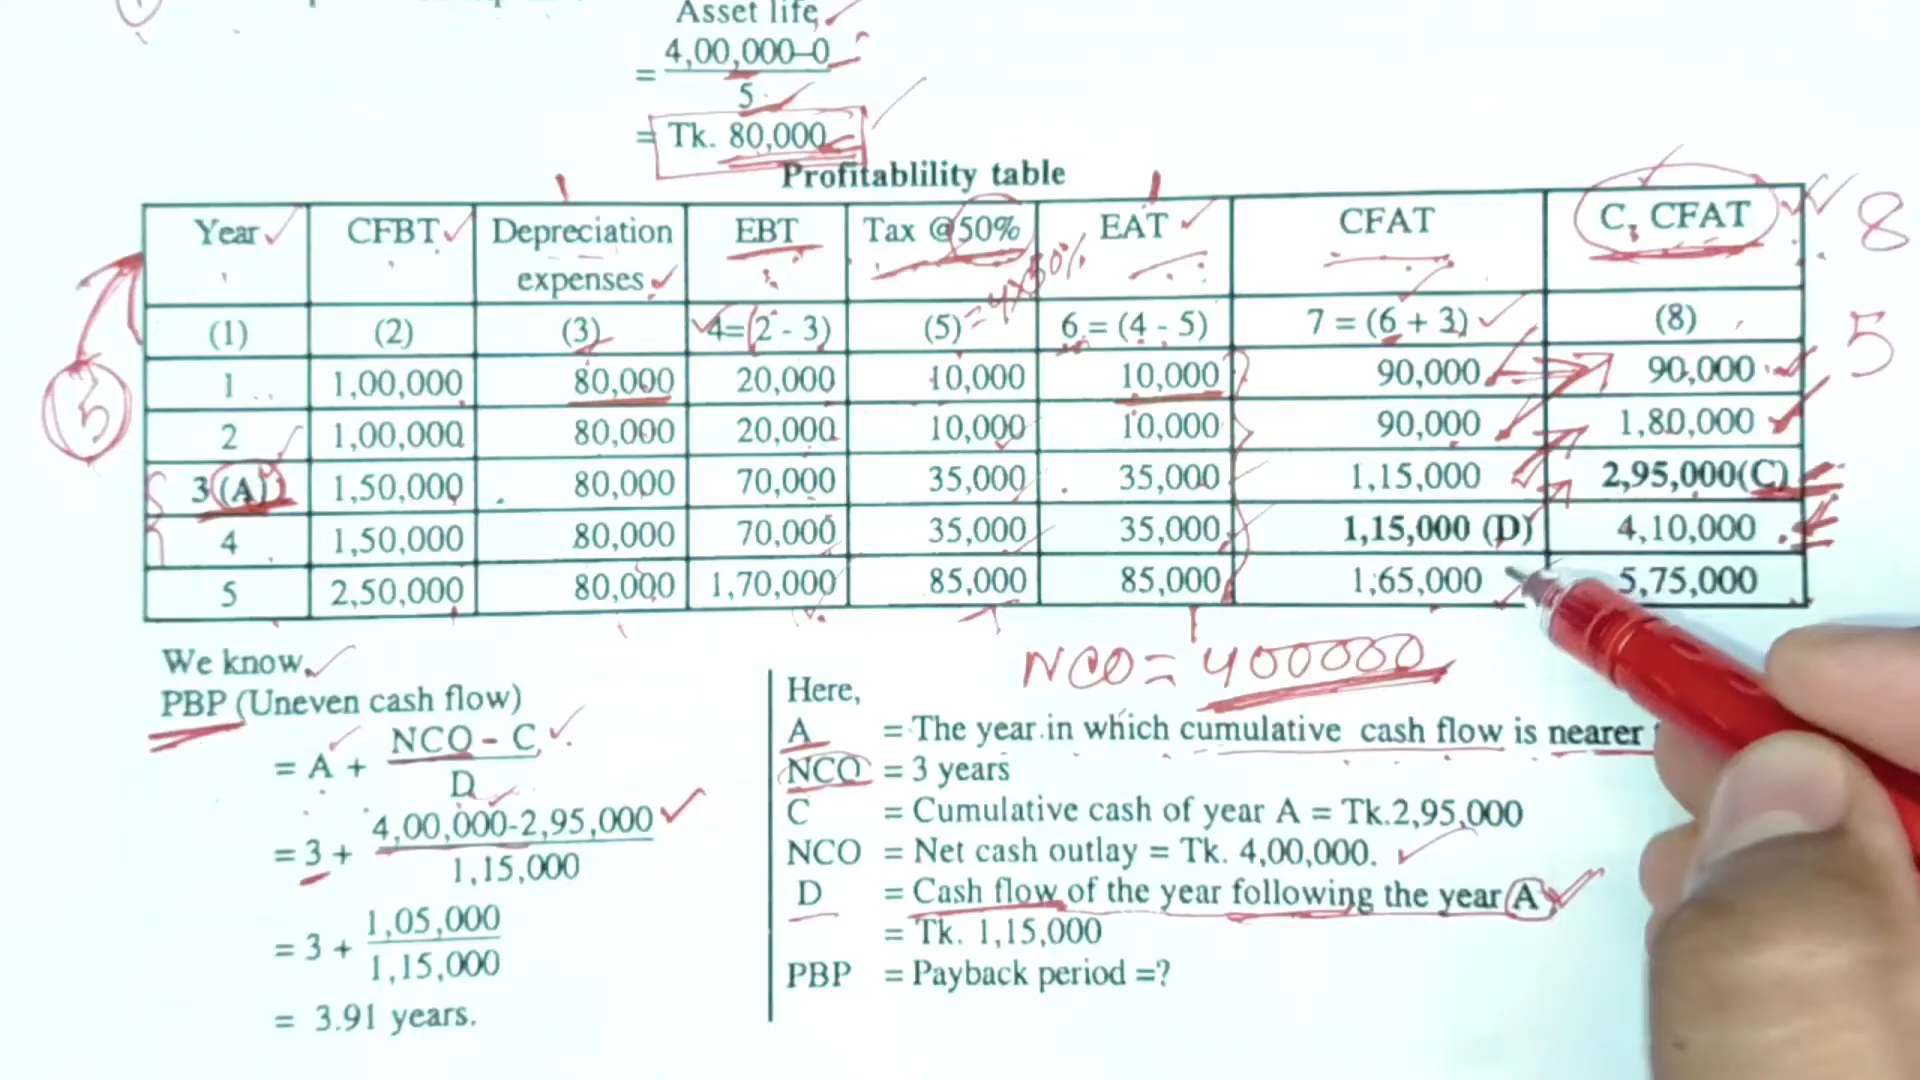 Asset life
= 4,00,000–0
5
= Tk. 80,000
Profitablility table
Year CFBT Depreciation expenses EBT Tax @50% EAT CFAT C, CFAT 8
= 4×50%
(1) (2) (3) 4=(2 - 3) (5) 6 = (4 - 5) 7 = (6 + 3) (8) 5
1 1,00,000 80,000 20,000 10,000 10,000 90,000 90,000
5
2 1,00,000 80,000 20,000 10,000 10,000 90,000 1,80,000
3 (A) 1,50,000 80,000 70,000 35,000 35,000 1,15,000 2,95,000(C)
4 1,50,000 80,000 70,000 35,000 35,000 1,15,000 (D) 4,10,000
5 2,50,000 80,000 1,70,000 85,000 85,000 1,65,000 5,75,000
NCO = 400000
We know,
PBP (Uneven cash flow)
= A + NCO - C
D
= 3 + 4,00,000-2,95,000
1,15,000
= 3 + 1,05,000
1,15,000
= 3.91 years.
Here,
A = The year in which cumulative cash flow is nearer
NCO = 3 years
C = Cumulative cash of year A = Tk.2,95,000
NCO = Net cash outlay = Tk. 4,00,000.
D = Cash flow of the year following the year A
= Tk. 1,15,000
PBP = Payback period =?